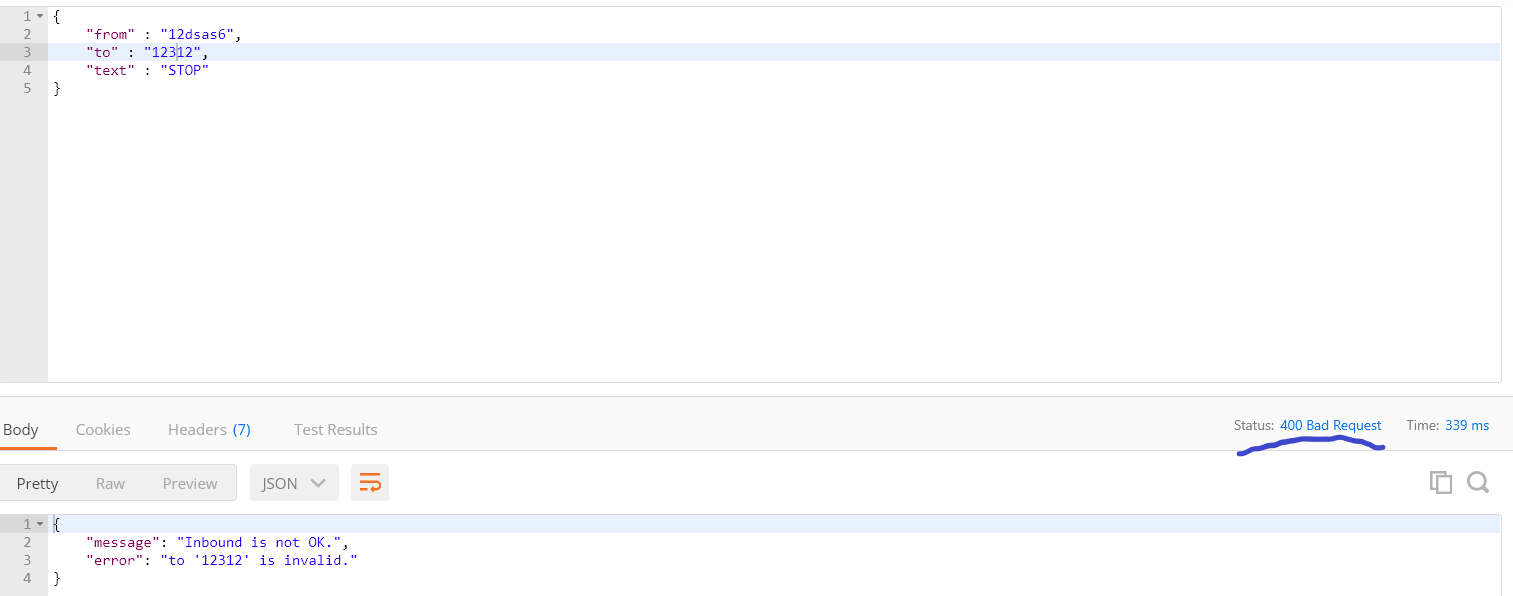 1 {
2 "from" : "12dsas6",
3 "to" : "12312",
4 "text" : "STOP"
5 }
Body Cookies Headers (7) Test Results Status: 400 Bad Request Time: 339 ms
Pretty Raw Preview JSON
1 {
2 "message": "Inbound is not OK.",
3 "error": "to '12312' is invalid."
4 }